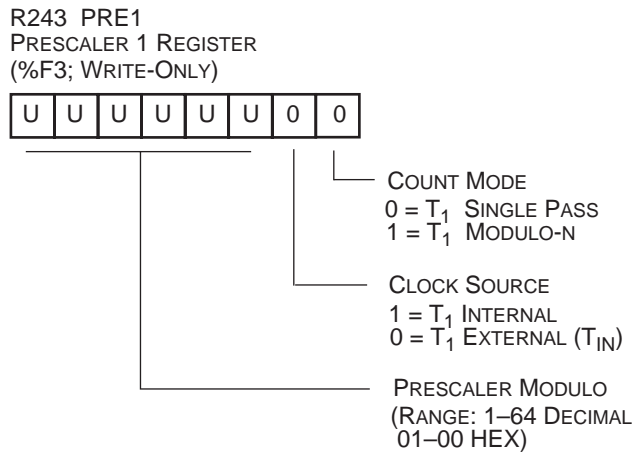 R243 PRE1
PRESCALER 1 REGISTER
(%F3; WRITE-ONLY)
U U U U U U 0 0
COUNT MODE
0 = T1 SINGLE PASS
1 = T1 MODULO-N
CLOCK SOURCE
1 = T1 INTERNAL
0 = T1 EXTERNAL (TIN)
PRESCALER MODULO
(RANGE: 1–64 DECIMAL
01–00 HEX)